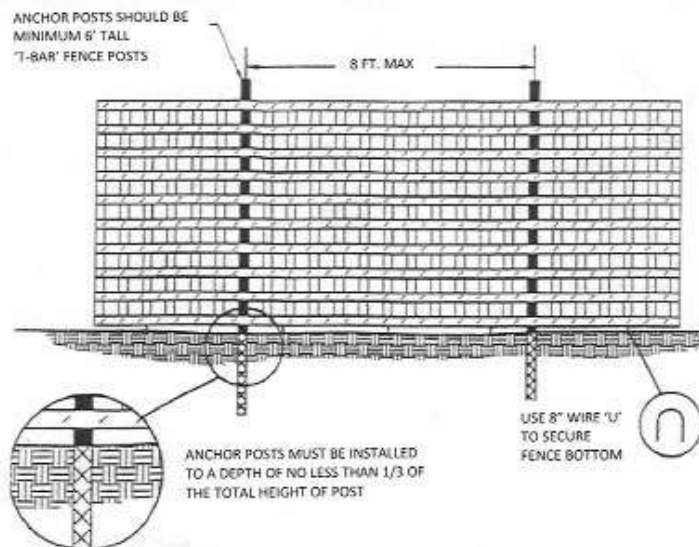 ANCHOR POSTS SHOULD BE
MINIMUM 6' TALL
'T-BAR' FENCE POSTS
8 FT. MAX
USE 8" WIRE 'U'
TO SECURE
FENCE BOTTOM
ANCHOR POSTS MUST BE INSTALLED
TO A DEPTH OF NO LESS THAN 1/3 OF
THE TOTAL HEIGHT OF POST